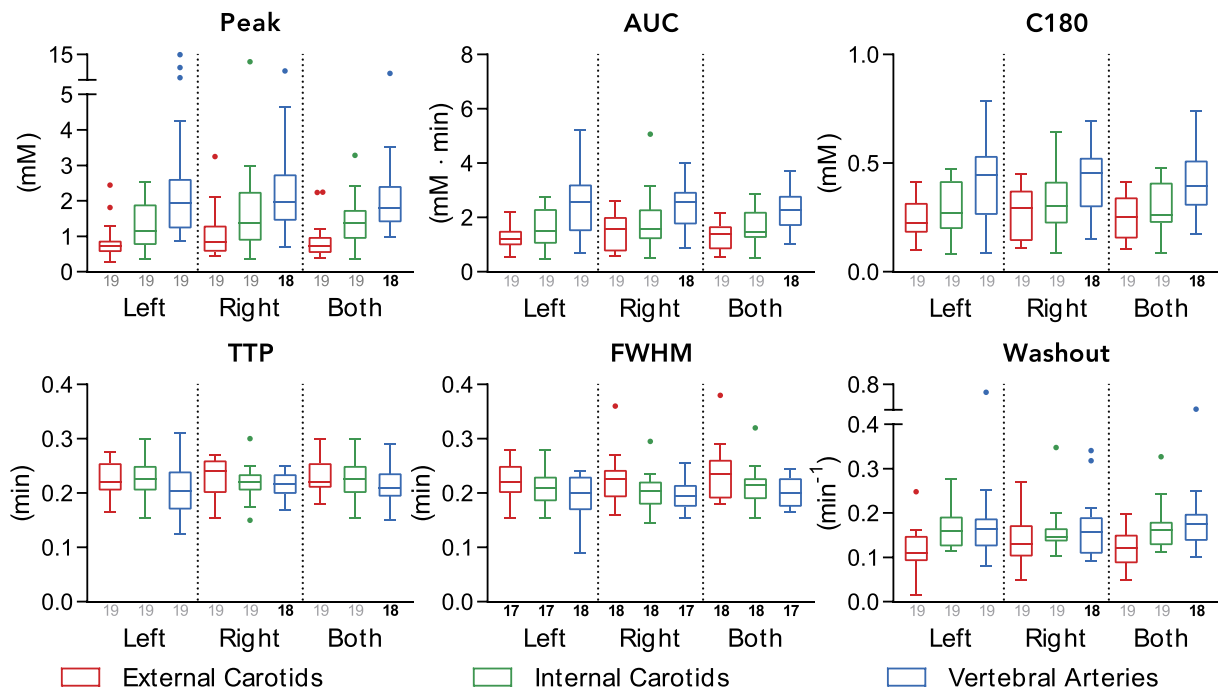 Peak AUC C180
15 8 1.0
5
4 6
3 4 0.5
2
1 2
0 0 0.0
(mM) (mM · min) (mM)
19 19 19 19 19 18 19 19 18 19 19 19 19 19 18 19 19 18 19 19 19 19 19 18 19 19 18
Left Right Both Left Right Both Left Right Both
TTP FWHM Washout
0.4 0.4 0.8
0.4
0.3 0.3 0.3
0.2 0.2 0.2
0.1 0.1 0.1
0.0 0.0 0.0
(min) (min) (min⁻¹)
19 19 19 19 19 18 19 19 18 17 17 18 18 18 17 18 18 17 19 19 19 19 19 18 19 19 18
Left Right Both Left Right Both Left Right Both
External Carotids Internal Carotids Vertebral Arteries